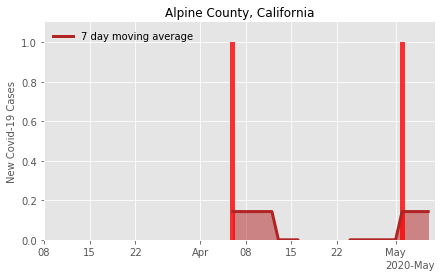 Alpine County, California
7 day moving average
New Covid-19 Cases
1.0
0.8
0.6
0.4
0.2
0.0
08 15 22 Apr 08 15 22 May
2020-May